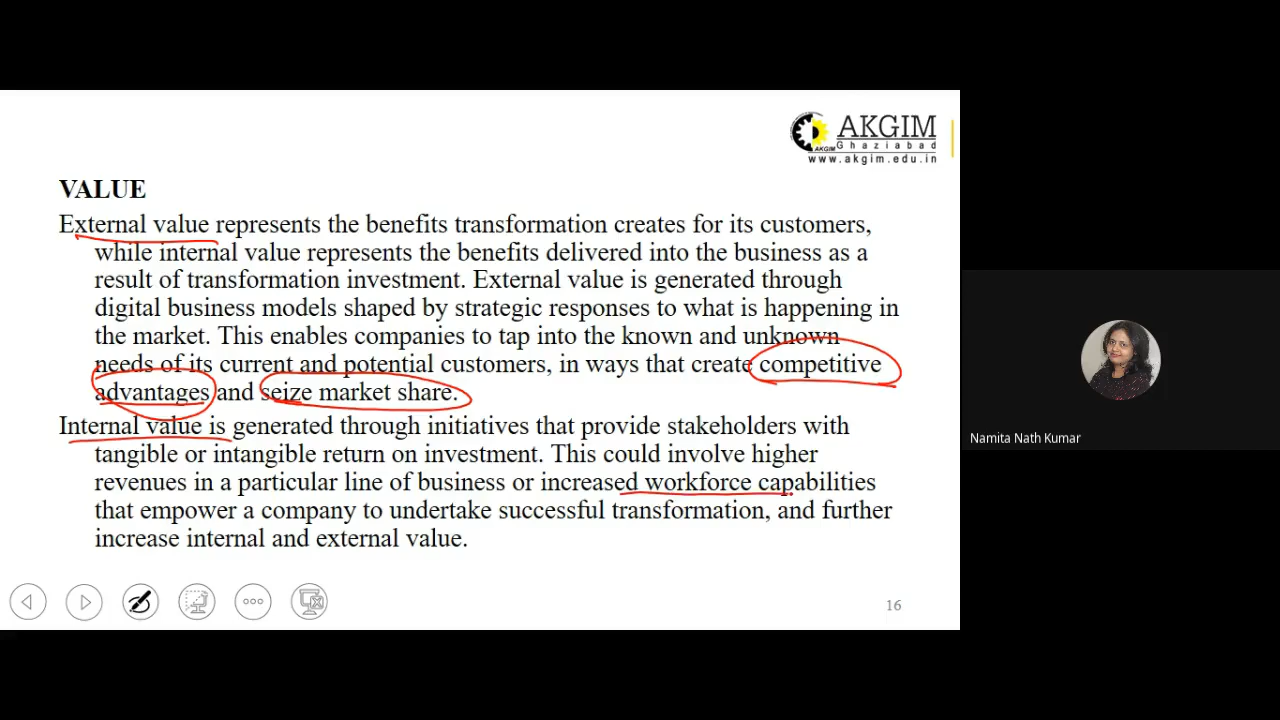 AKGIM
Ghaziabad
AKGIM
www.akgim.edu.in
VALUE
External value represents the benefits transformation creates for its customers,
while internal value represents the benefits delivered into the business as a
result of transformation investment. External value is generated through
digital business models shaped by strategic responses to what is happening in
the market. This enables companies to tap into the known and unknown
needs of its current and potential customers, in ways that create competitive
advantages and seize market share.
Internal value is generated through initiatives that provide stakeholders with
tangible or intangible return on investment. This could involve higher
revenues in a particular line of business or increased workforce capabilities
that empower a company to undertake successful transformation, and further
increase internal and external value.
16
Namita Nath Kumar